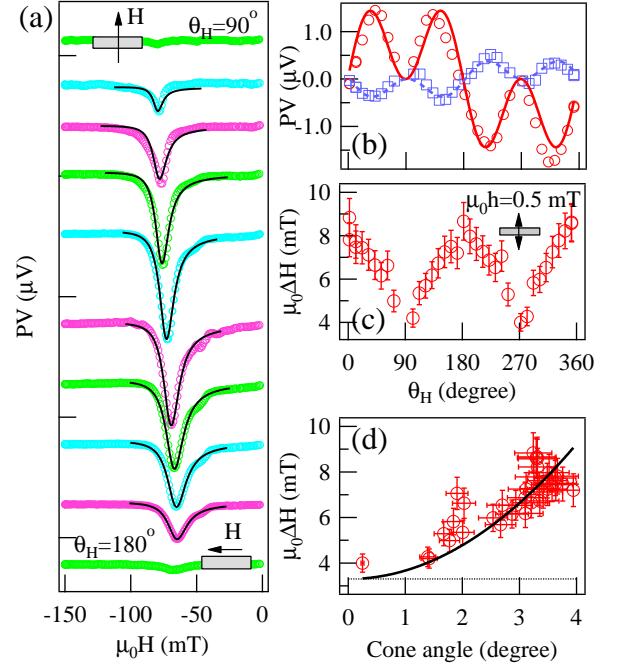 (a)
H
θH=90°
PV (μV)
θH=180°
H
-150
-100
-50
0
μ0H (mT)
PV (μV)
1.0
-0.0
-1.0
(b)
μ0ΔH (mT)
10
8
6
4
μ0h=0.5 mT
(c)
0
90
180
270
360
θH (degree)
μ0ΔH (mT)
10
8
6
4
(d)
0
1
2
3
4
Cone angle (degree)